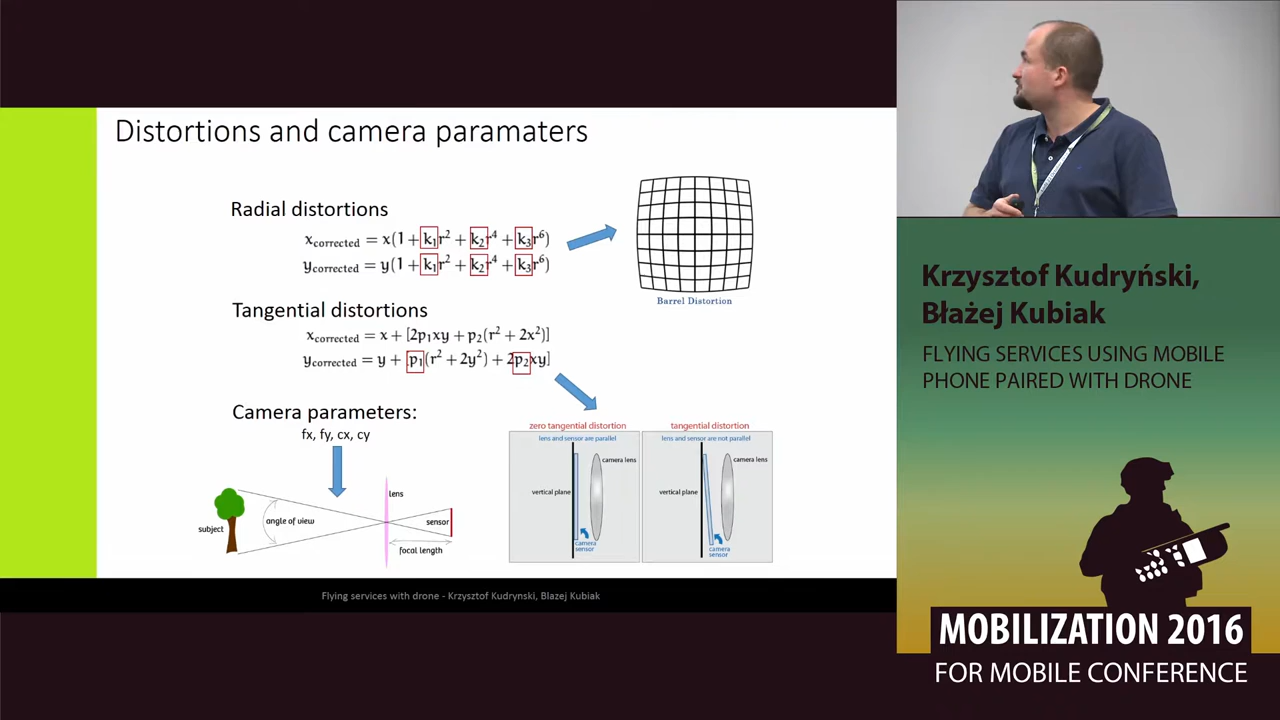 Distortions and camera paramaters
Radial distortions
x_corrected = x(1 + k₁r² + k₂r⁴ + k₃r⁶)
y_corrected = y(1 + k₁r² + k₂r⁴ + k₃r⁶)
Barrel Distortion
Tangential distortions
x_corrected = x + [2p₁xy + p₂(r² + 2x²)]
y_corrected = y + [p₁(r² + 2y²) + 2p₂xy]
Camera parameters:
fx, fy, cx, cy
subject
angle of view
lens
sensor
focal length
zero tangential distortion
lens and sensor are parallel
camera lens
vertical plane
camera
sensor
tangential distortion
lens and sensor are not parallel
camera lens
vertical plane
camera
sensor
Flying services with drone - Krzysztof Kudrynski, Blazej Kubiak
Krzysztof Kudryński,
Błażej Kubiak
FLYING SERVICES USING MOBILE
PHONE PAIRED WITH DRONE
MOBILIZATION 2016
FOR MOBILE CONFERENCE